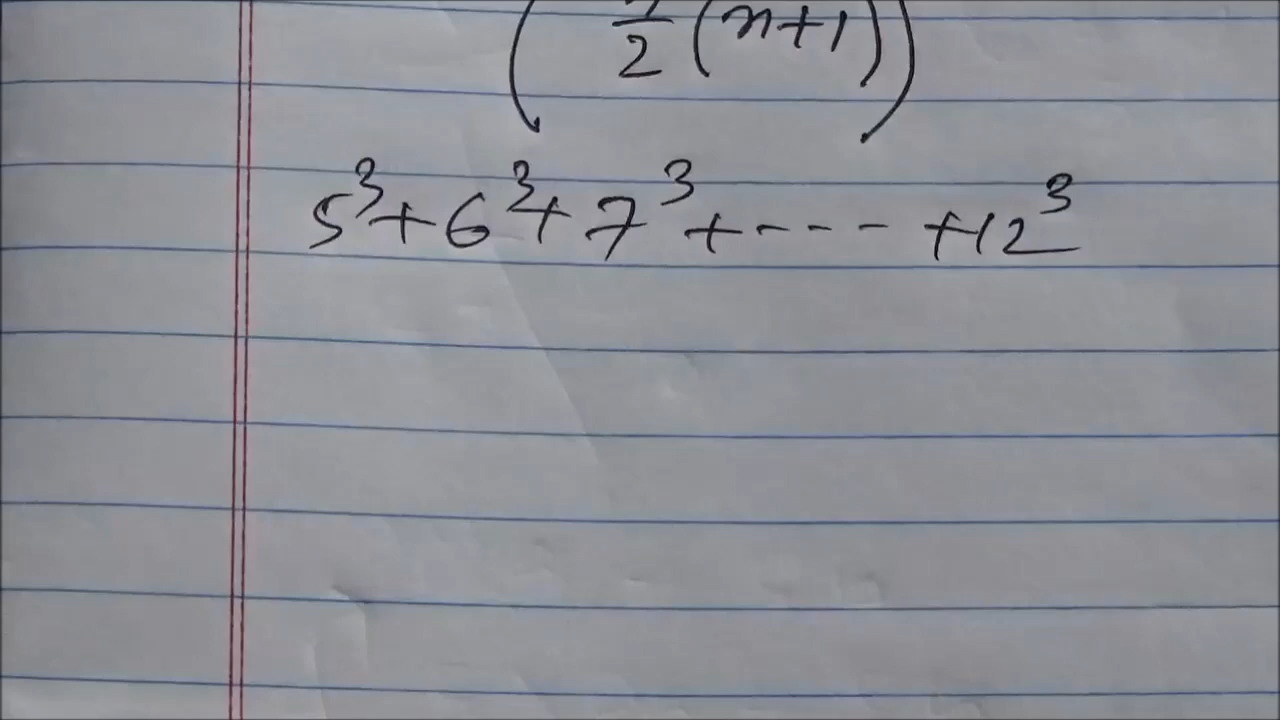 ( /2 (n+1))
5³+6³+7³+----+12³